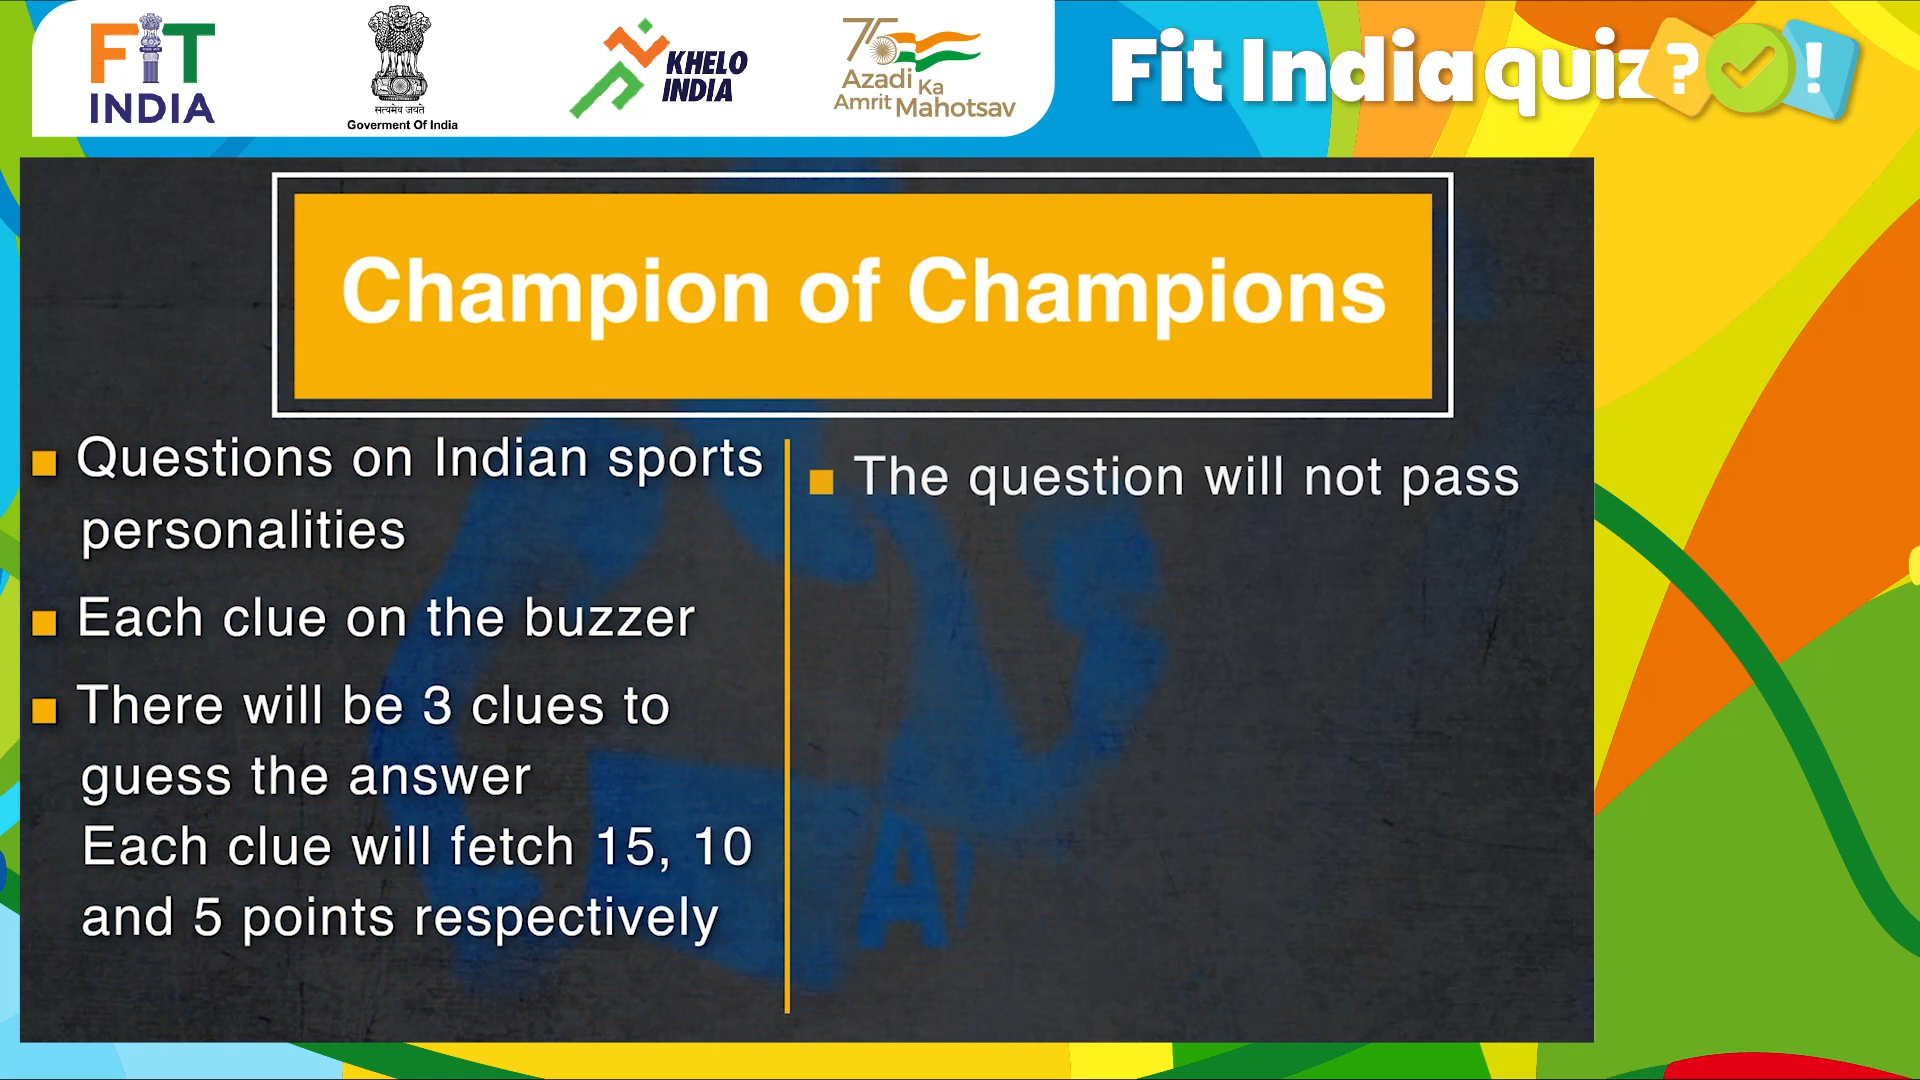 FIT
INDIA
सत्यमेव जयते
Goverment Of India
KHELO
INDIA
75
Azadi Ka
Amrit Mahotsav
Fit India quiz ? !
Champion of Champions
Questions on Indian sports
personalities
Each clue on the buzzer
There will be 3 clues to
guess the answer
Each clue will fetch 15, 10
and 5 points respectively
The question will not pass